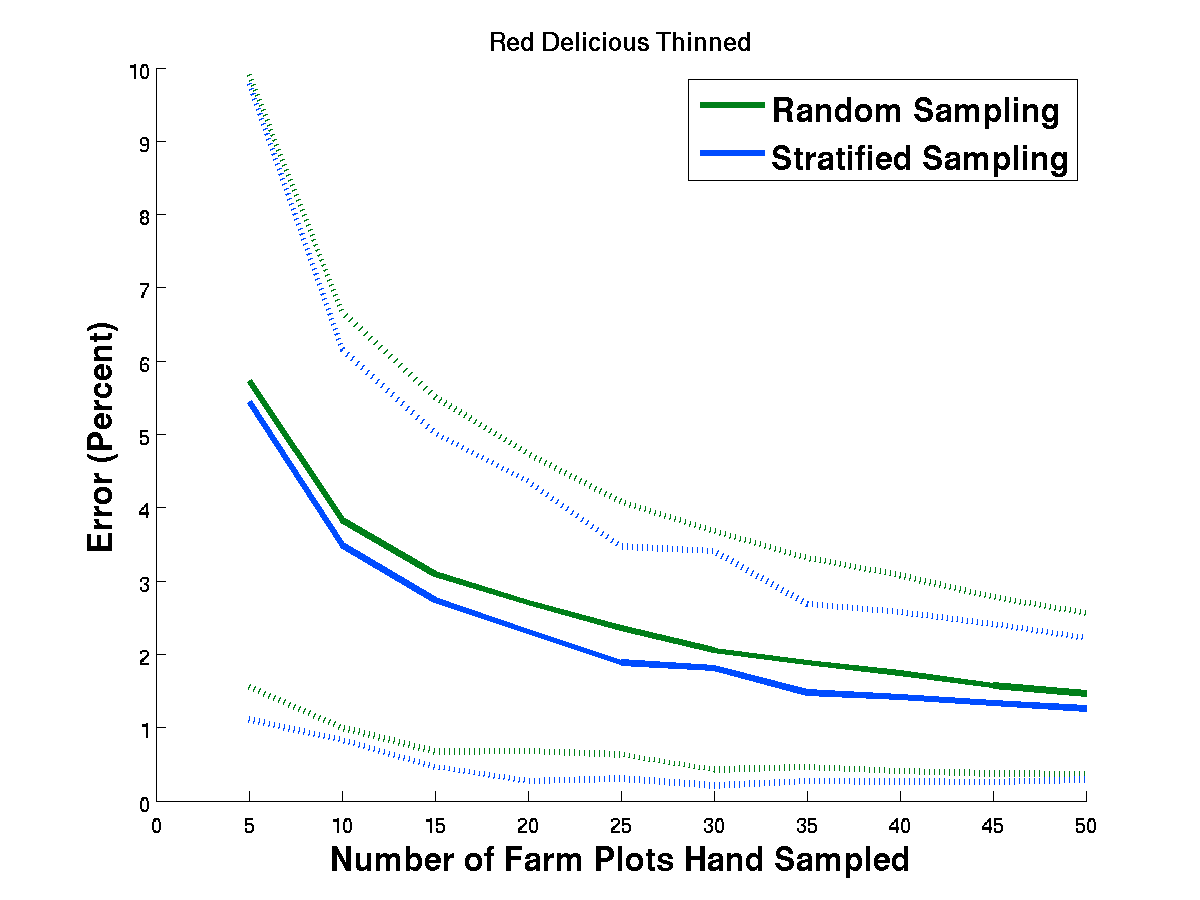 Red Delicious Thinned
Random Sampling
Stratified Sampling
10
9
8
7
6
5
4
3
2
1
0
Error (Percent)
0 5 10 15 20 25 30 35 40 45 50
Number of Farm Plots Hand Sampled